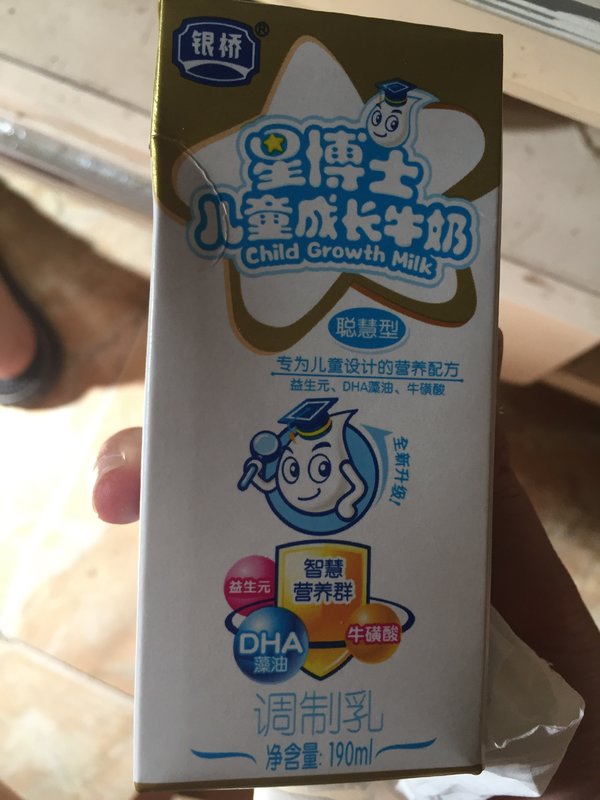 银桥®
星博士
儿童成长牛奶
Child Growth Milk
聪慧型
专为儿童设计的营养配方
益生元、DHA藻油、牛磺酸
全新升级!
智慧
营养群
益生元
DHA
藻油
牛磺酸
调制乳
净含量: 190ml